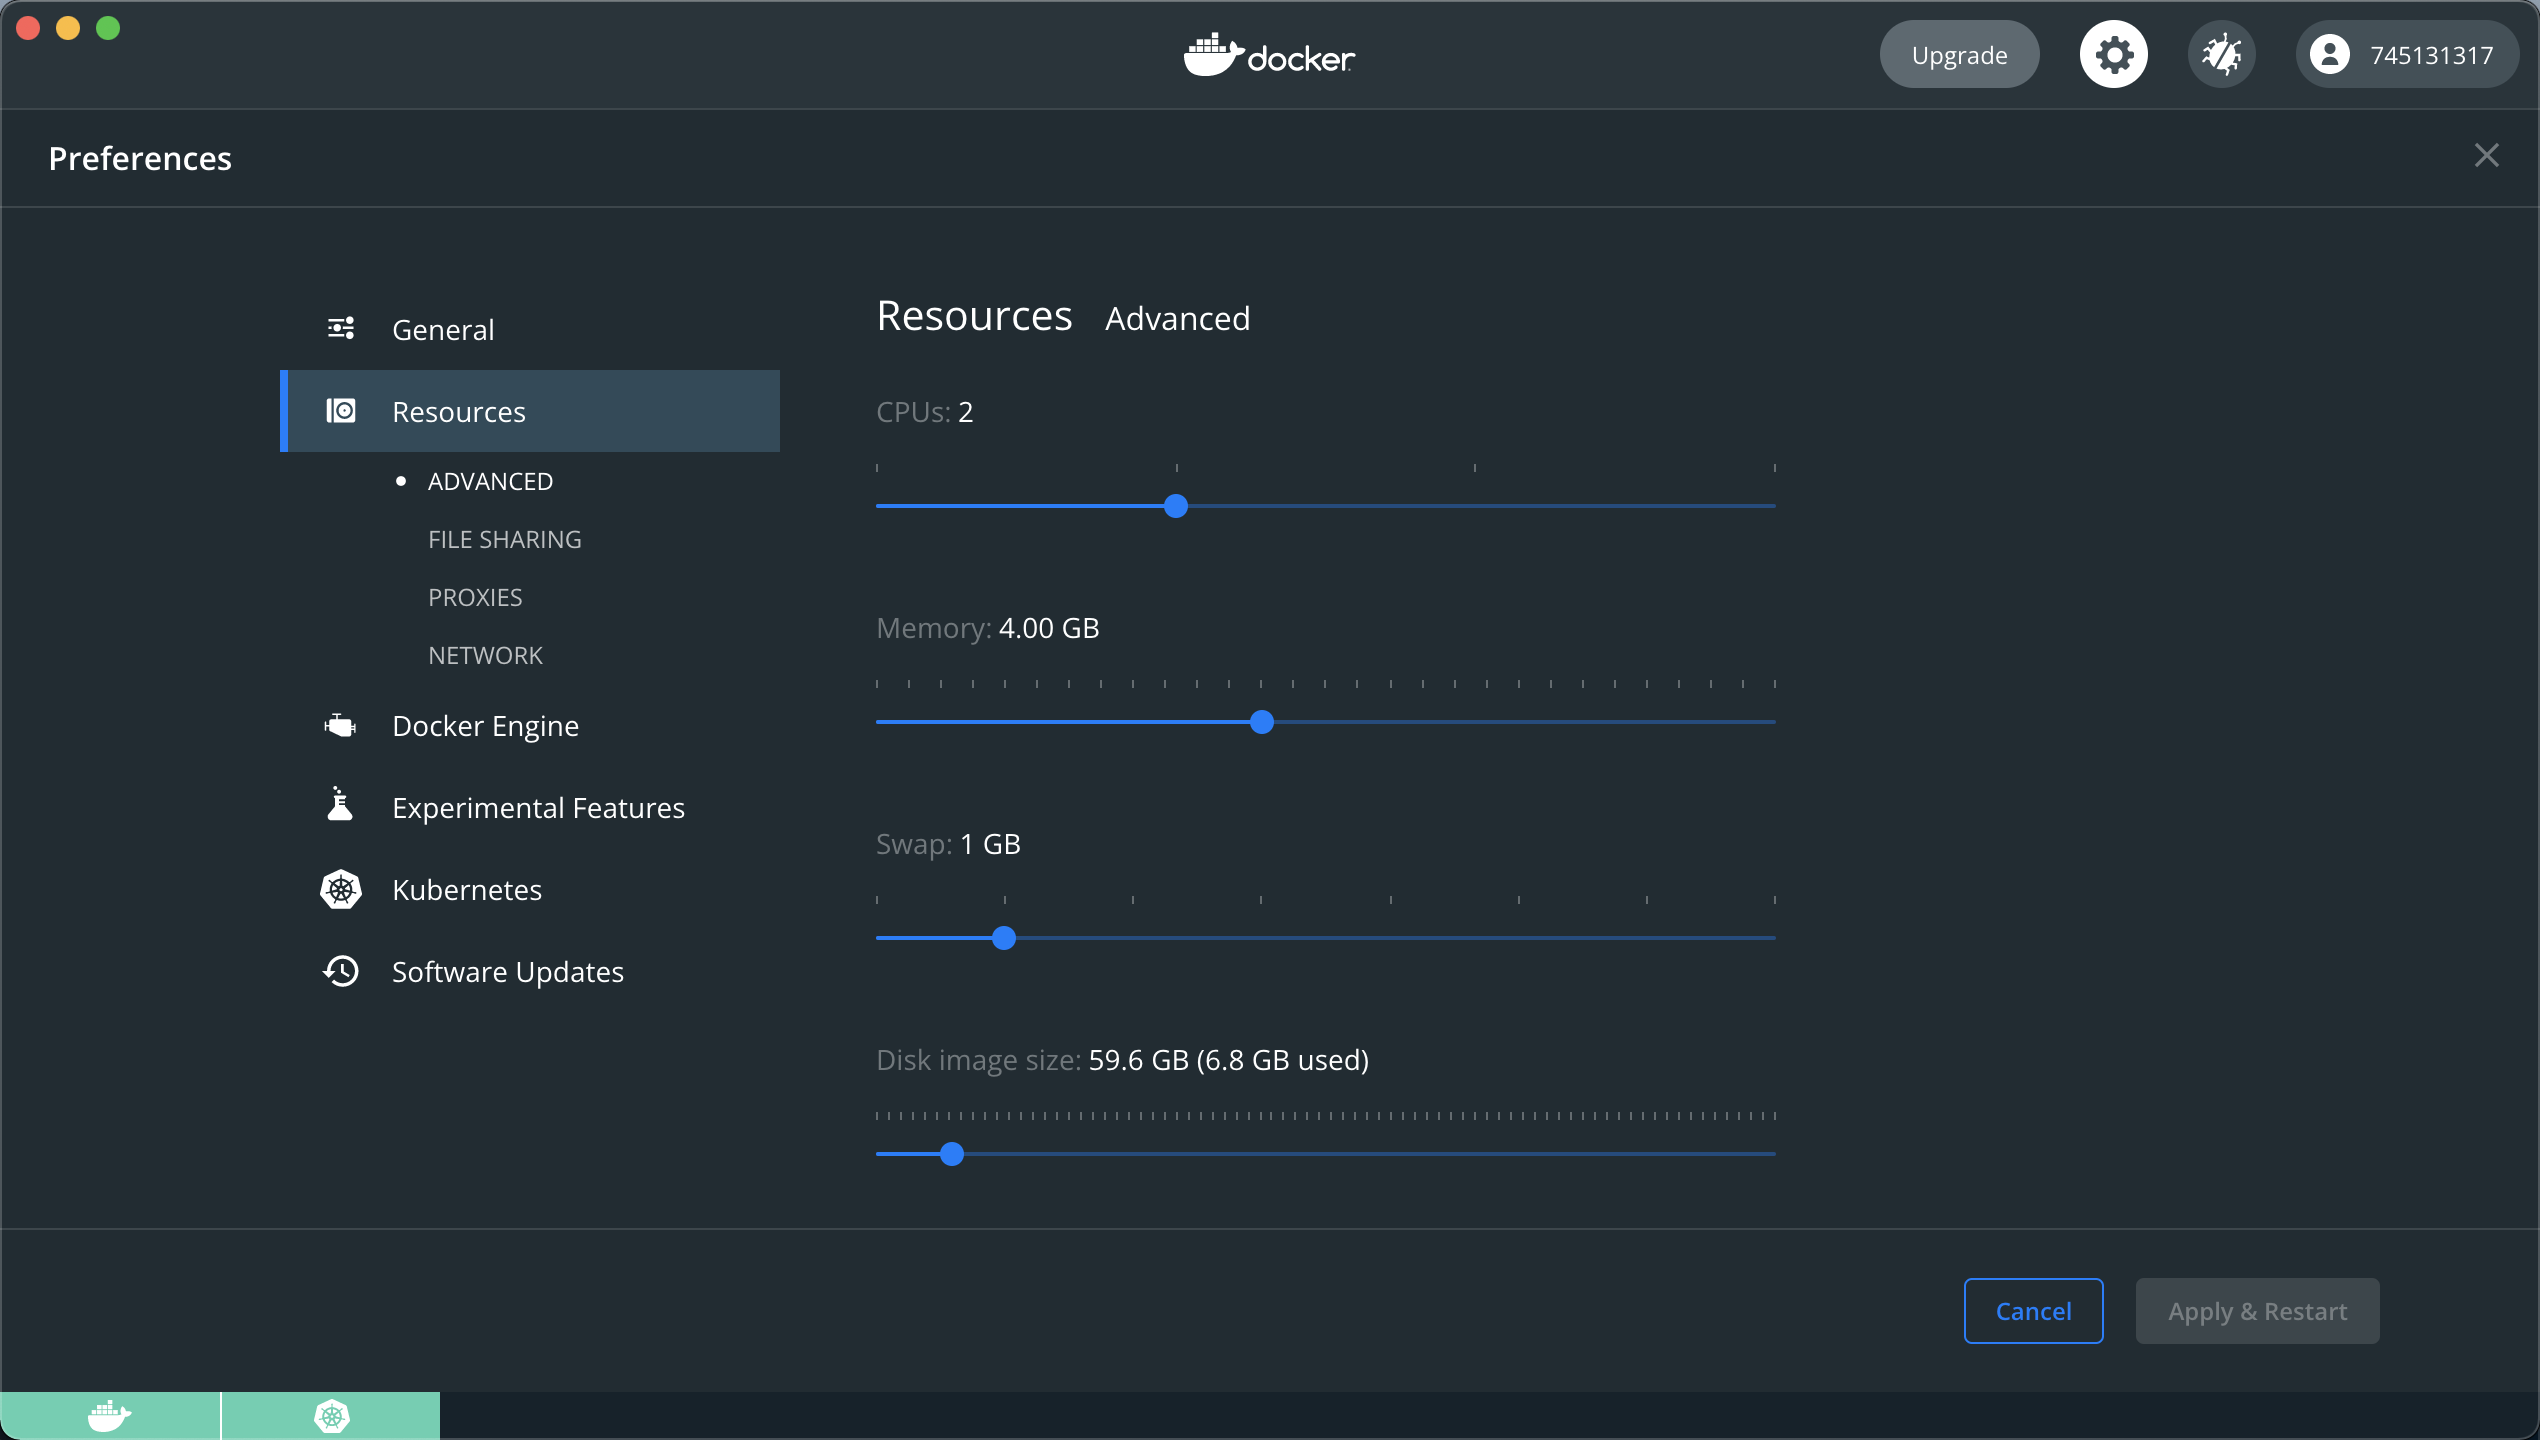 docker
Upgrade
745131317
Preferences
General
Resources
ADVANCED
FILE SHARING
PROXIES
NETWORK
Docker Engine
Experimental Features
Kubernetes
Software Updates
Resources Advanced
CPUs: 2
Memory: 4.00 GB
Swap: 1 GB
Disk image size: 59.6 GB (6.8 GB used)
Cancel
Apply & Restart